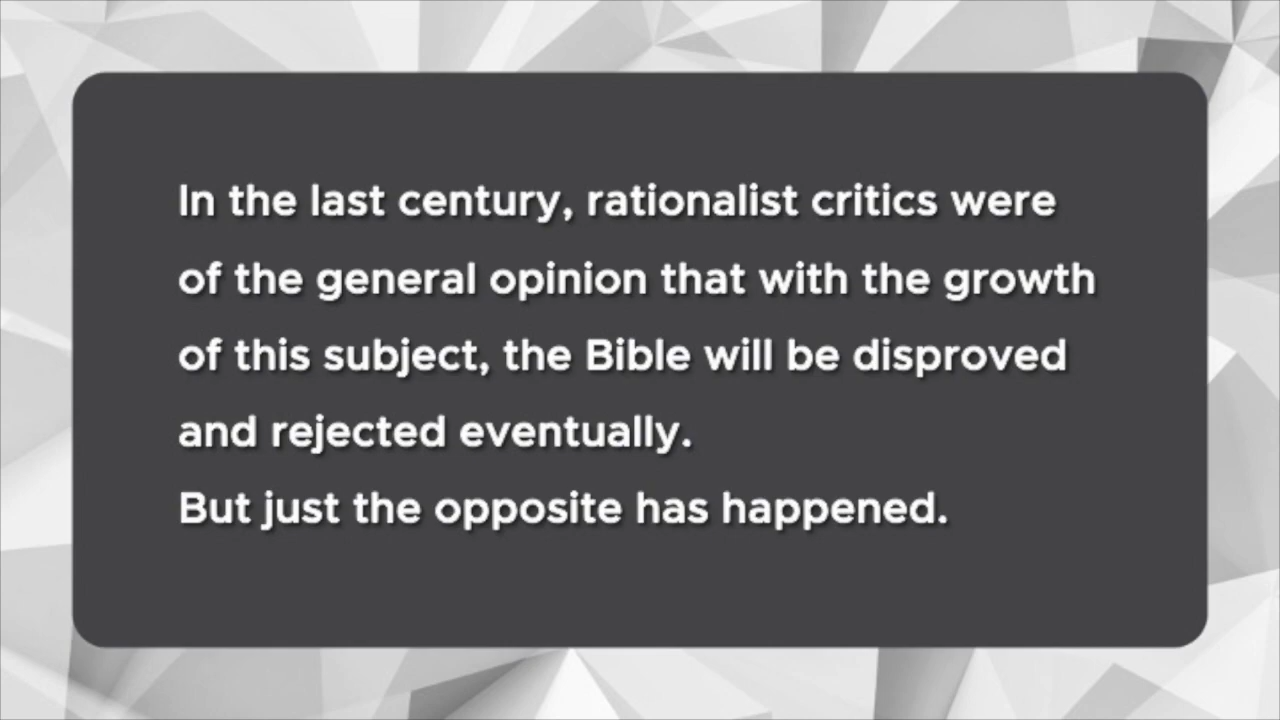 In the last century, rationalist critics were
of the general opinion that with the growth
of this subject, the Bible will be disproved
and rejected eventually.
But just the opposite has happened.